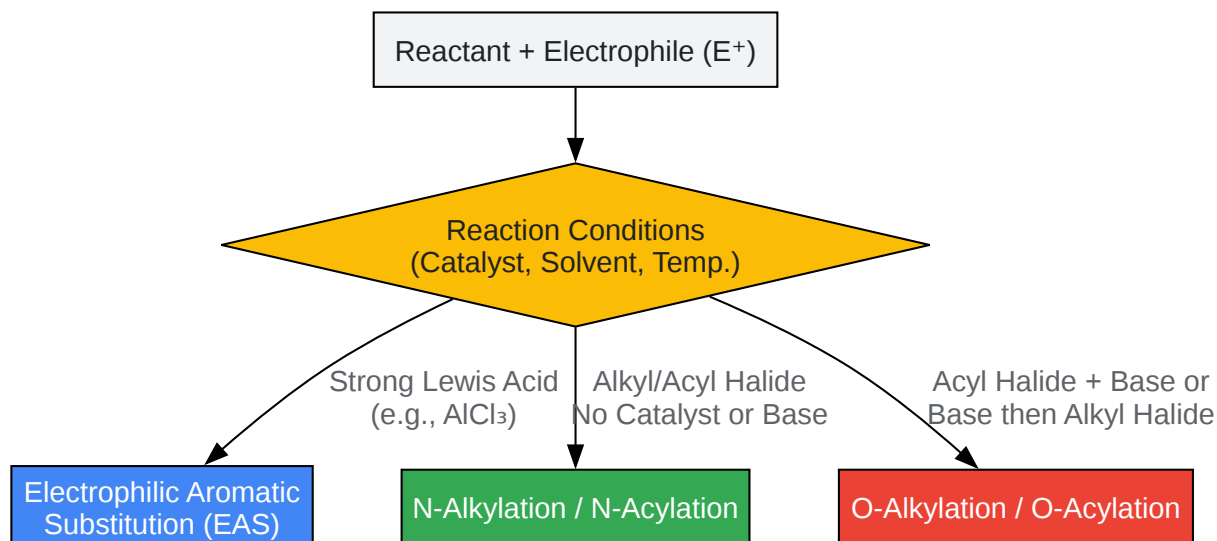 Reactant + Electrophile (E⁺)
Reaction Conditions
(Catalyst, Solvent, Temp.)
Strong Lewis Acid
(e.g., AlCl₃)
Alkyl/Acyl Halide
No Catalyst or Base
Acyl Halide + Base or
Base then Alkyl Halide
Electrophilic Aromatic
Substitution (EAS)
N-Alkylation / N-Acylation
O-Alkylation / O-Acylation